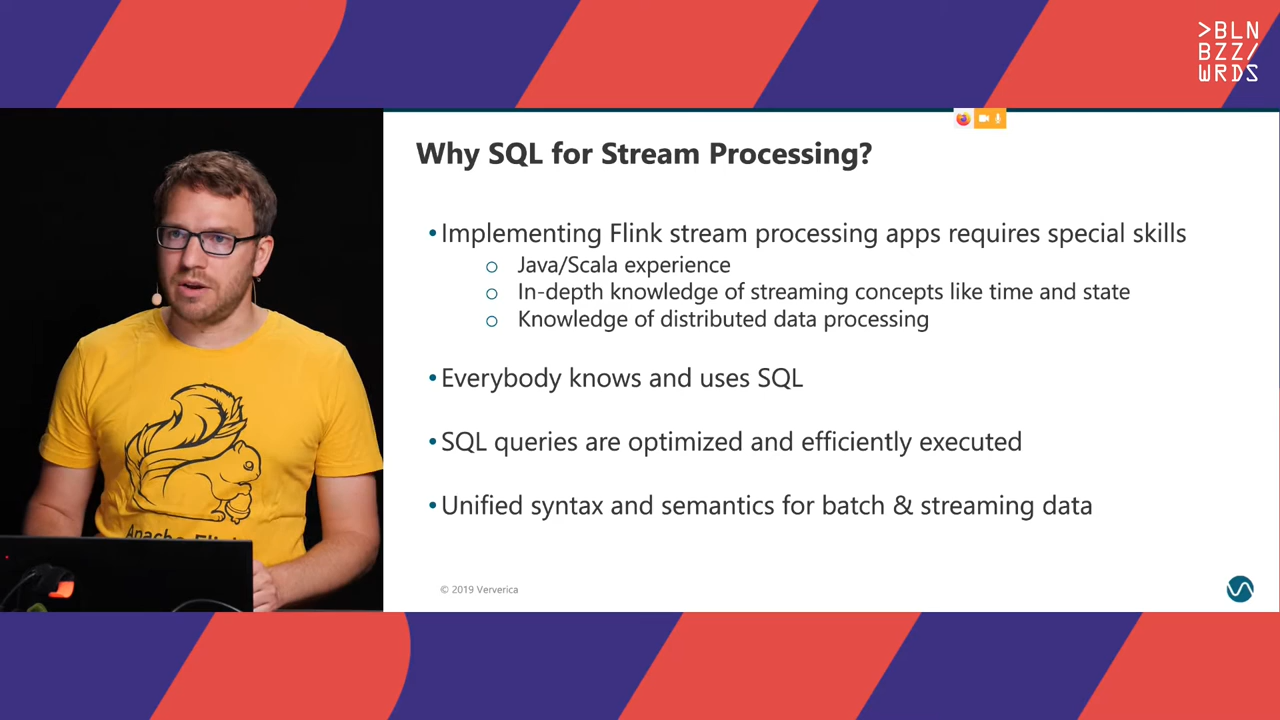 >BLN
BZZ/
WRDS
Why SQL for Stream Processing?
•Implementing Flink stream processing apps requires special skills
o Java/Scala experience
o In-depth knowledge of streaming concepts like time and state
o Knowledge of distributed data processing
•Everybody knows and uses SQL
•SQL queries are optimized and efficiently executed
•Unified syntax and semantics for batch & streaming data
Apache Flink
© 2019 Ververica